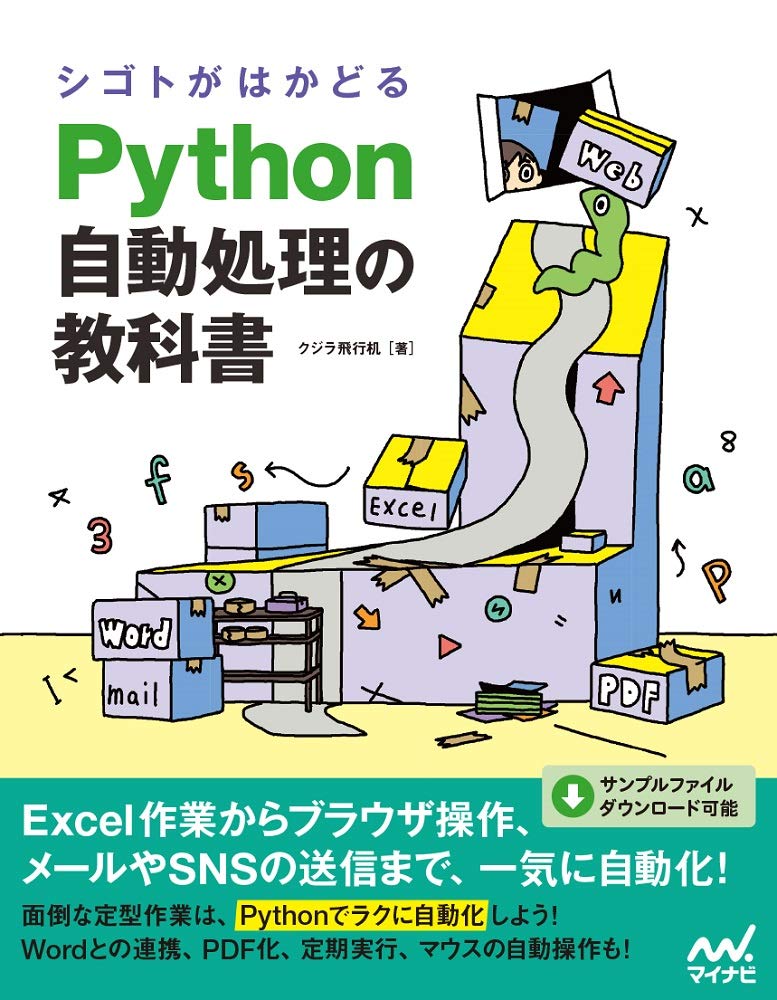 シゴトがはかどる
Python
自動処理の
教科書
クジラ飛行机 [著]
Web
x
8
a
P
f
s
4
3
Excel
Word
mail
I <
x
N
=
PDF
サンプルファイル
ダウンロード可能
Excel作業からブラウザ操作、
メールやSNSの送信まで、一気に自動化!
面倒な定型作業は、Pythonでラクに自動化しよう!
Wordとの連携、PDF化、定期実行、マウスの自動操作も!
マイナビ